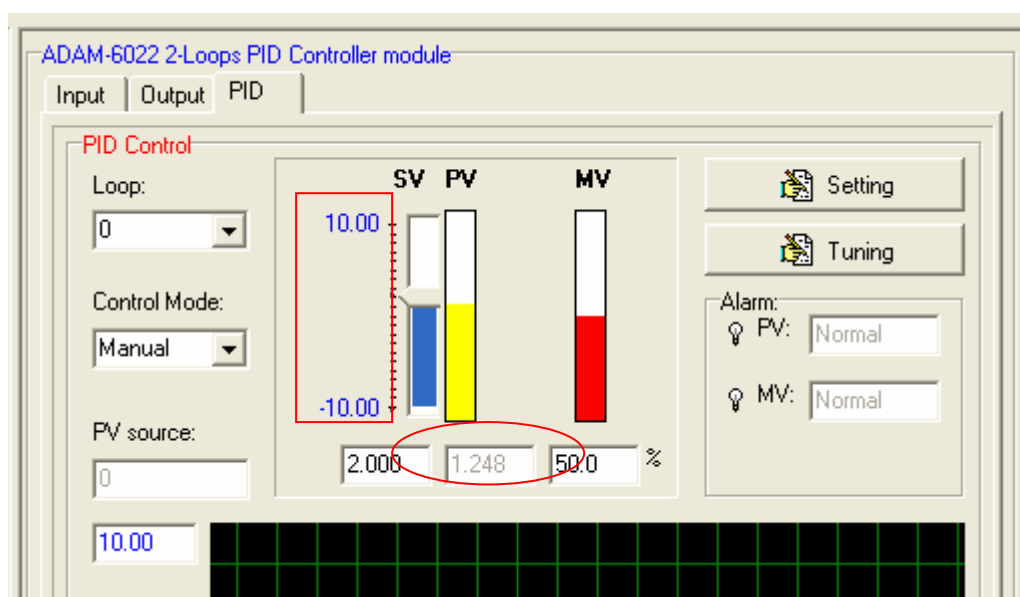 ADAM-6022 2-Loops PID Controller module
Input Output PID
PID Control
Loop:
0
Control Mode:
Manual
PV source:
0
10.00
SV PV MV
10.00
-10.00
2.000 1.248 50.0 %
Setting
Tuning
Alarm:
PV: Normal
MV: Normal